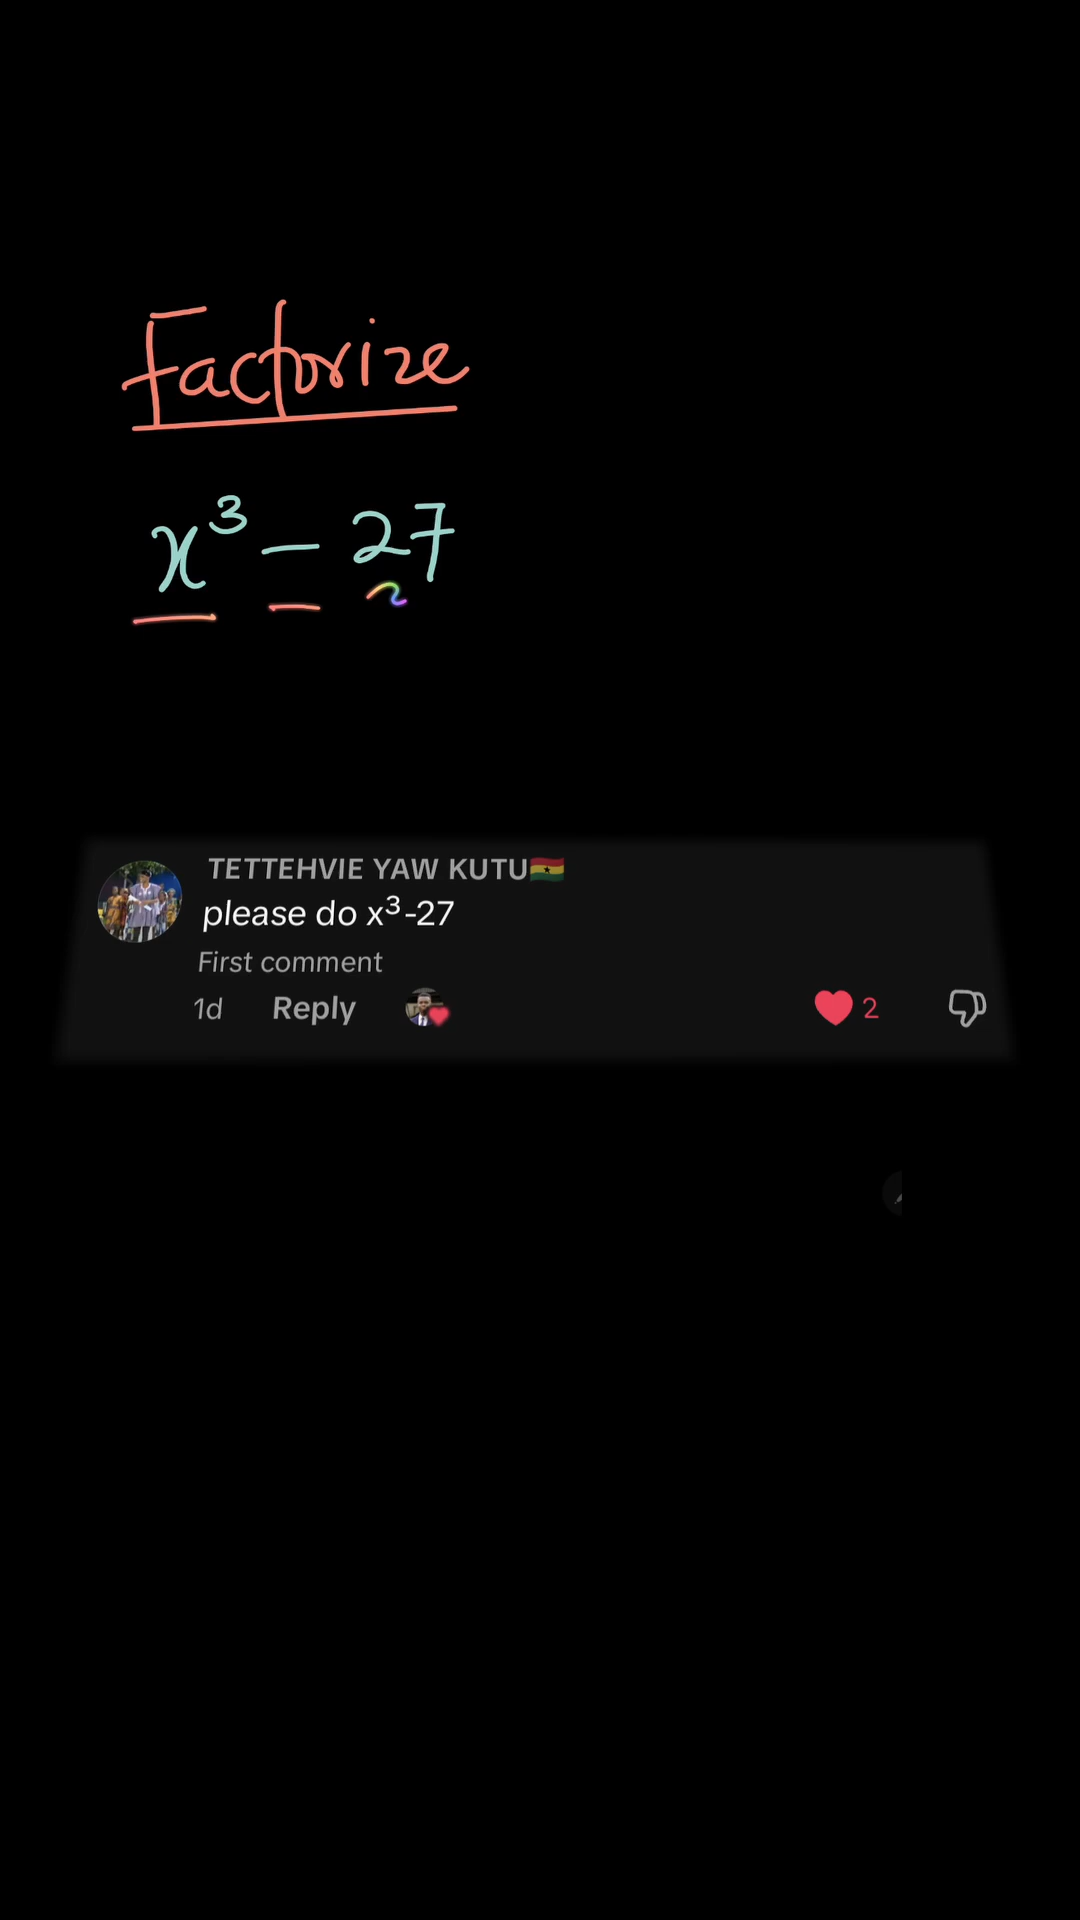 Factorize
x³ - 27
TETTEHVIE YAW KUTU🇬🇭
please do x³-27
First comment
1d Reply 2